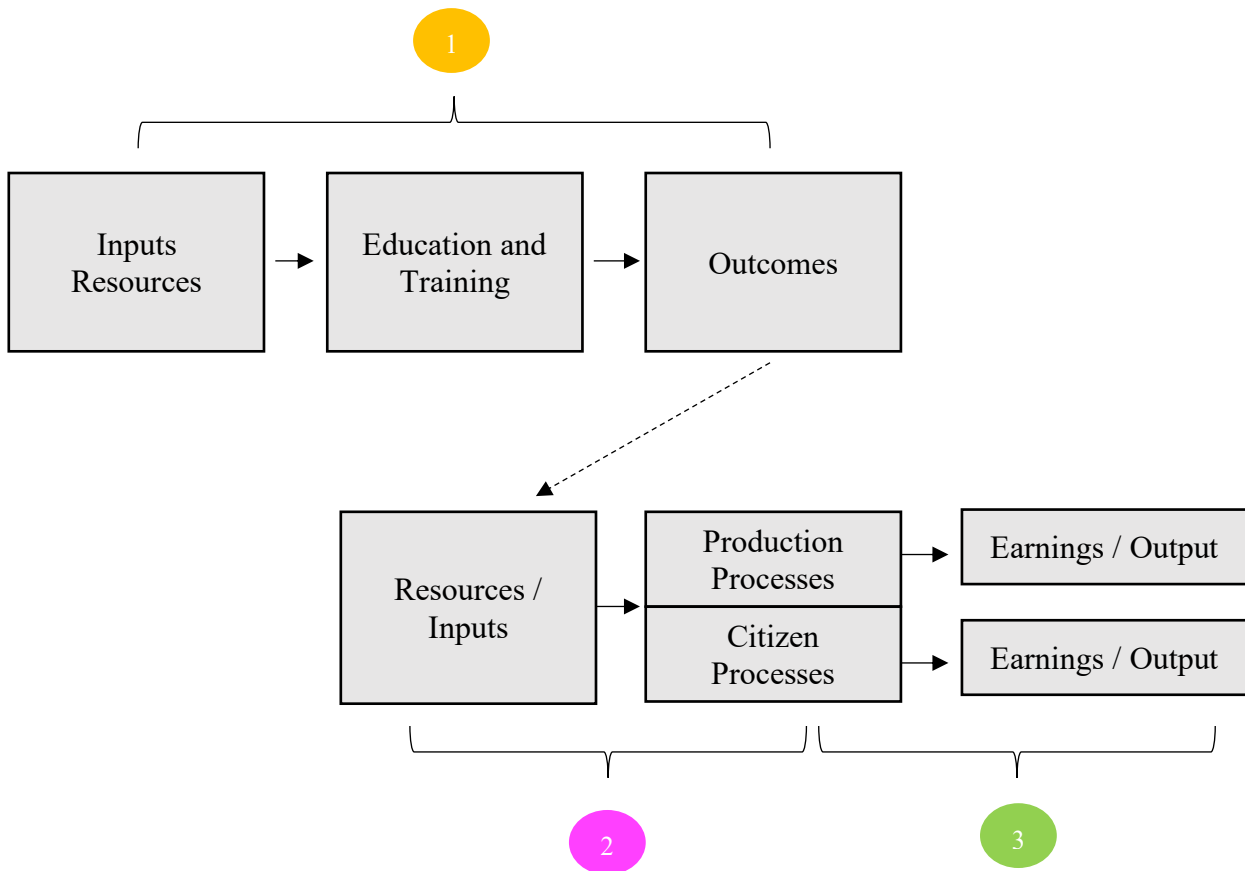 1
Inputs
Resources
Education and
Training
Outcomes
Resources /
Inputs
Production
Processes
Citizen
Processes
Earnings / Output
Earnings / Output
2
3